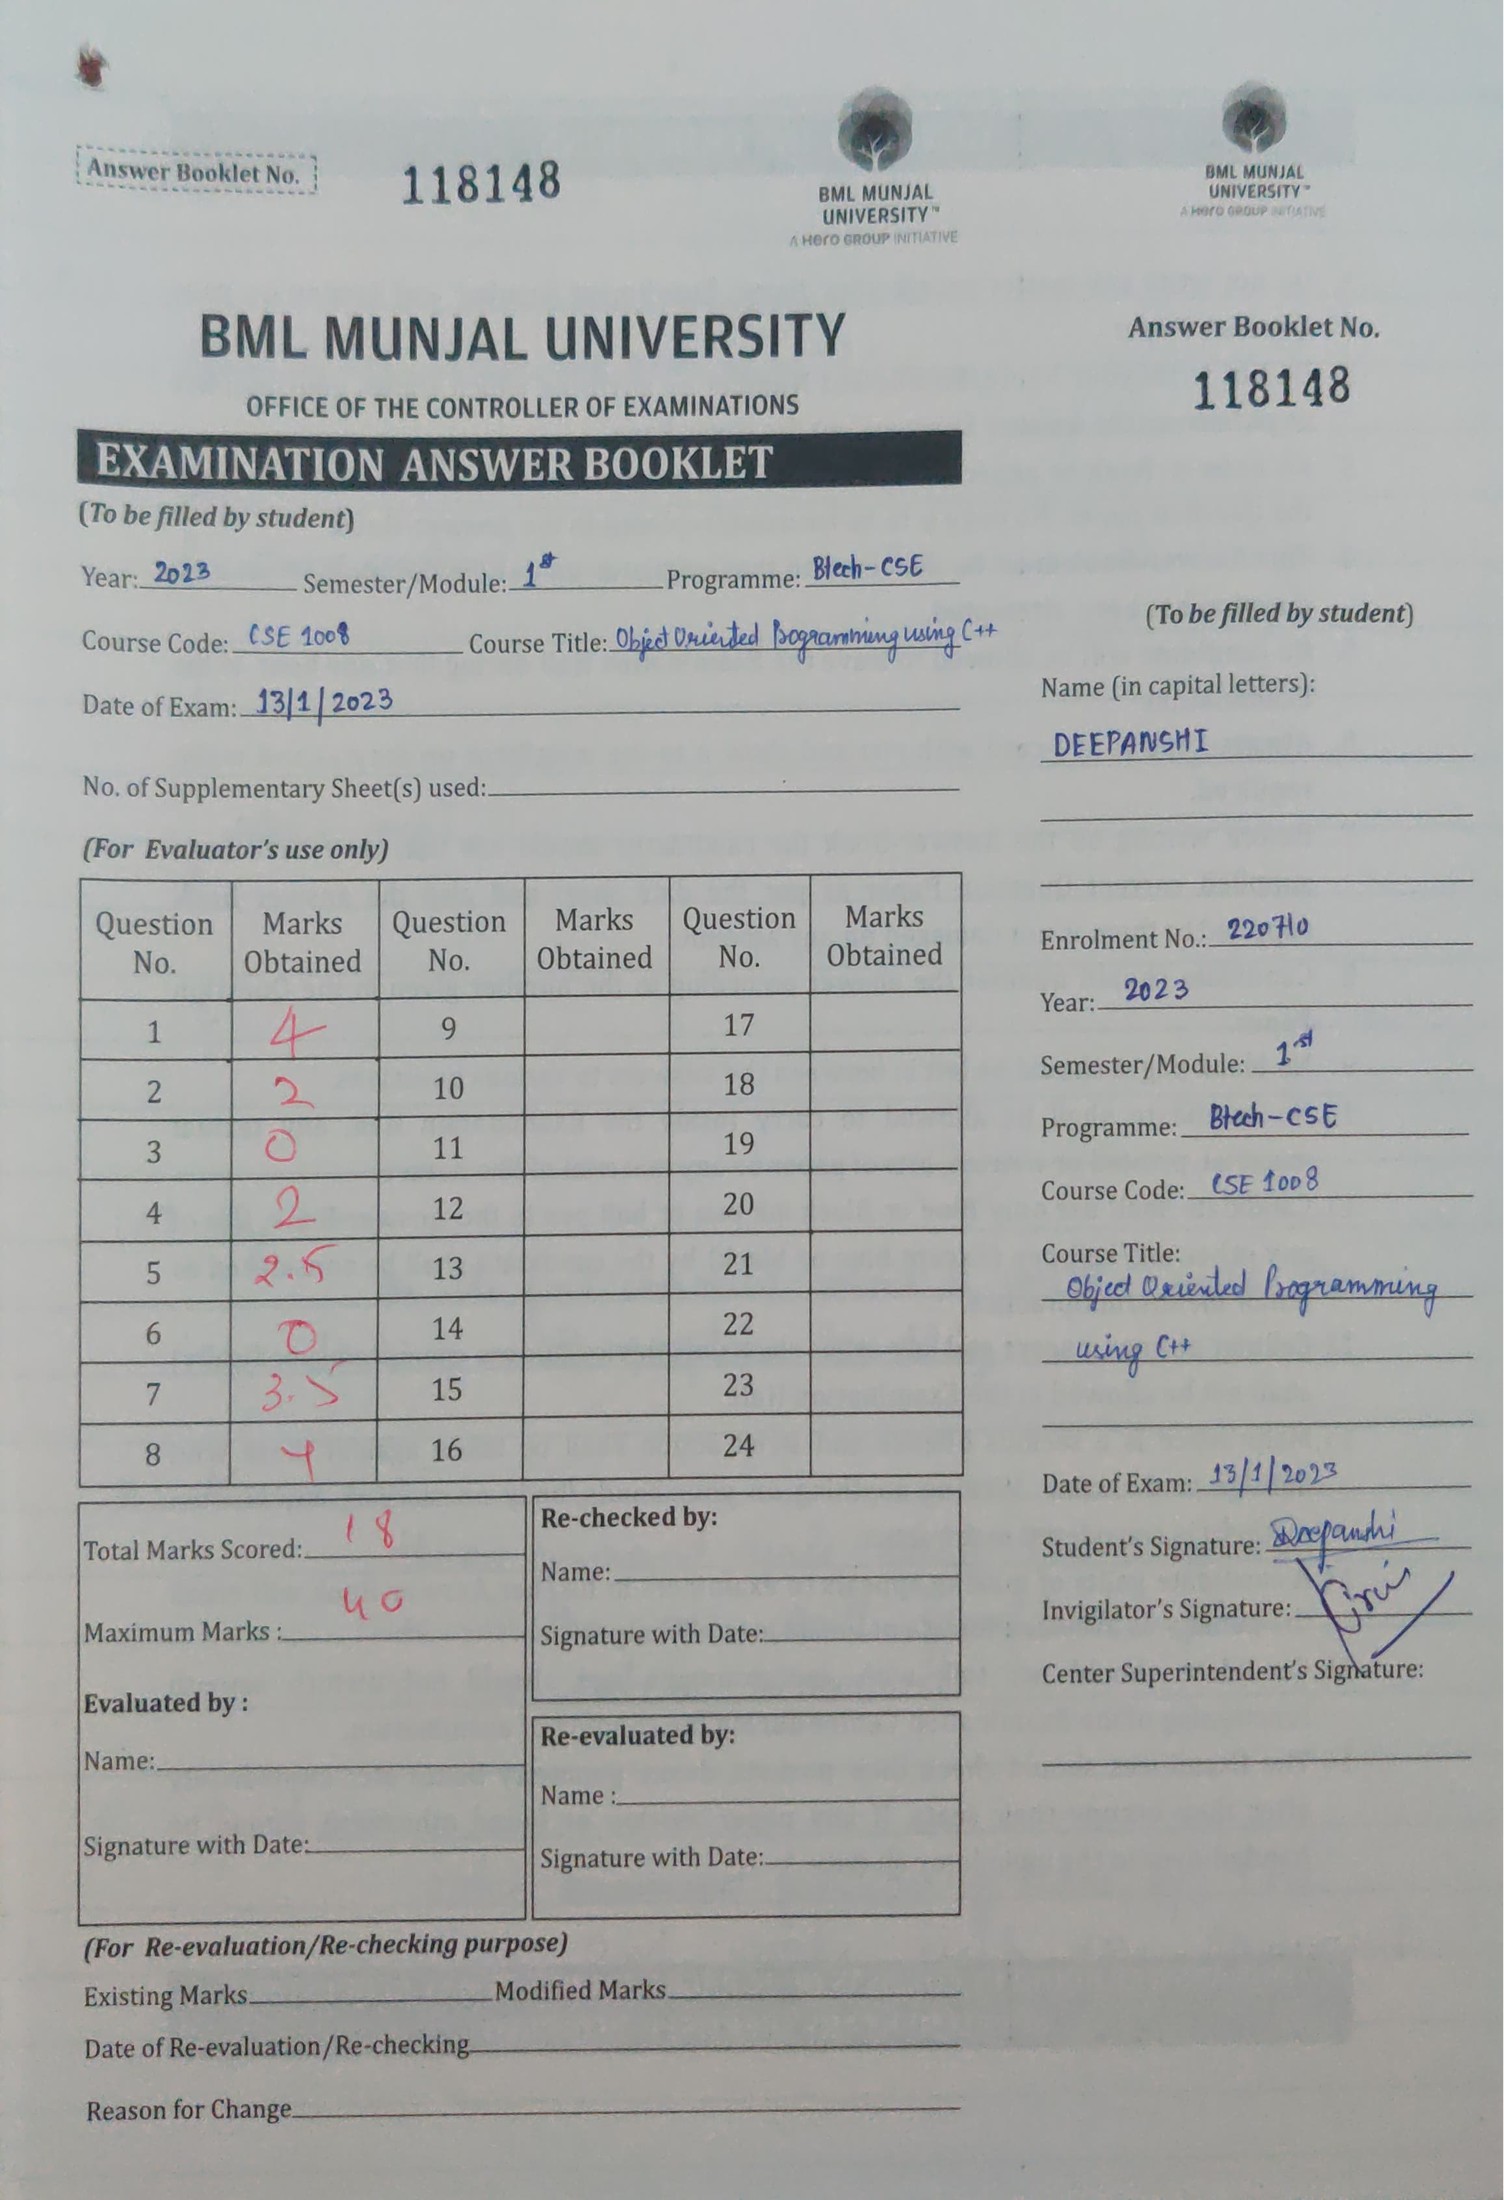 Answer Booklet No. 118148
BML MUNJAL
UNIVERSITY™
A Hero GROUP INITIATIVE
BML MUNJAL UNIVERSITY
OFFICE OF THE CONTROLLER OF EXAMINATIONS
EXAMINATION ANSWER BOOKLET
(To be filled by student)
Year: 2023 Semester/Module: 1st Programme: Btech-CSE
Course Code: CSE 1008 Course Title: Object Oriented Programming using C++
Date of Exam: 13/1/2023
No. of Supplementary Sheet(s) used:
(For Evaluator's use only)
Question No. Marks Obtained Question No. Marks Obtained Question No. Marks Obtained
1 4 9 17
2 2 10 18
3 0 11 19
4 2 12 20
5 2.5 13 21
6 0 14 22
7 3.5 15 23
8 4 16 24
Total Marks Scored: 18
Maximum Marks : 40
Evaluated by :
Name:
Signature with Date:
Re-checked by:
Name:
Signature with Date:
Re-evaluated by:
Name :
Signature with Date:
(For Re-evaluation/Re-checking purpose)
Existing Marks Modified Marks
Date of Re-evaluation/Re-checking
Reason for Change
BML MUNJAL
UNIVERSITY™
A Hero GROUP INITIATIVE
Answer Booklet No.
118148
(To be filled by student)
Name (in capital letters):
DEEPANSHI
Enrolment No.: 220710
Year: 2023
Semester/Module: 1st
Programme: Btech-CSE
Course Code: CSE 1008
Course Title:
Object Oriented Programming
using C++
Date of Exam: 13/1/2023
Student's Signature: Deepanshi
Invigilator's Signature:
Center Superintendent's Signature: